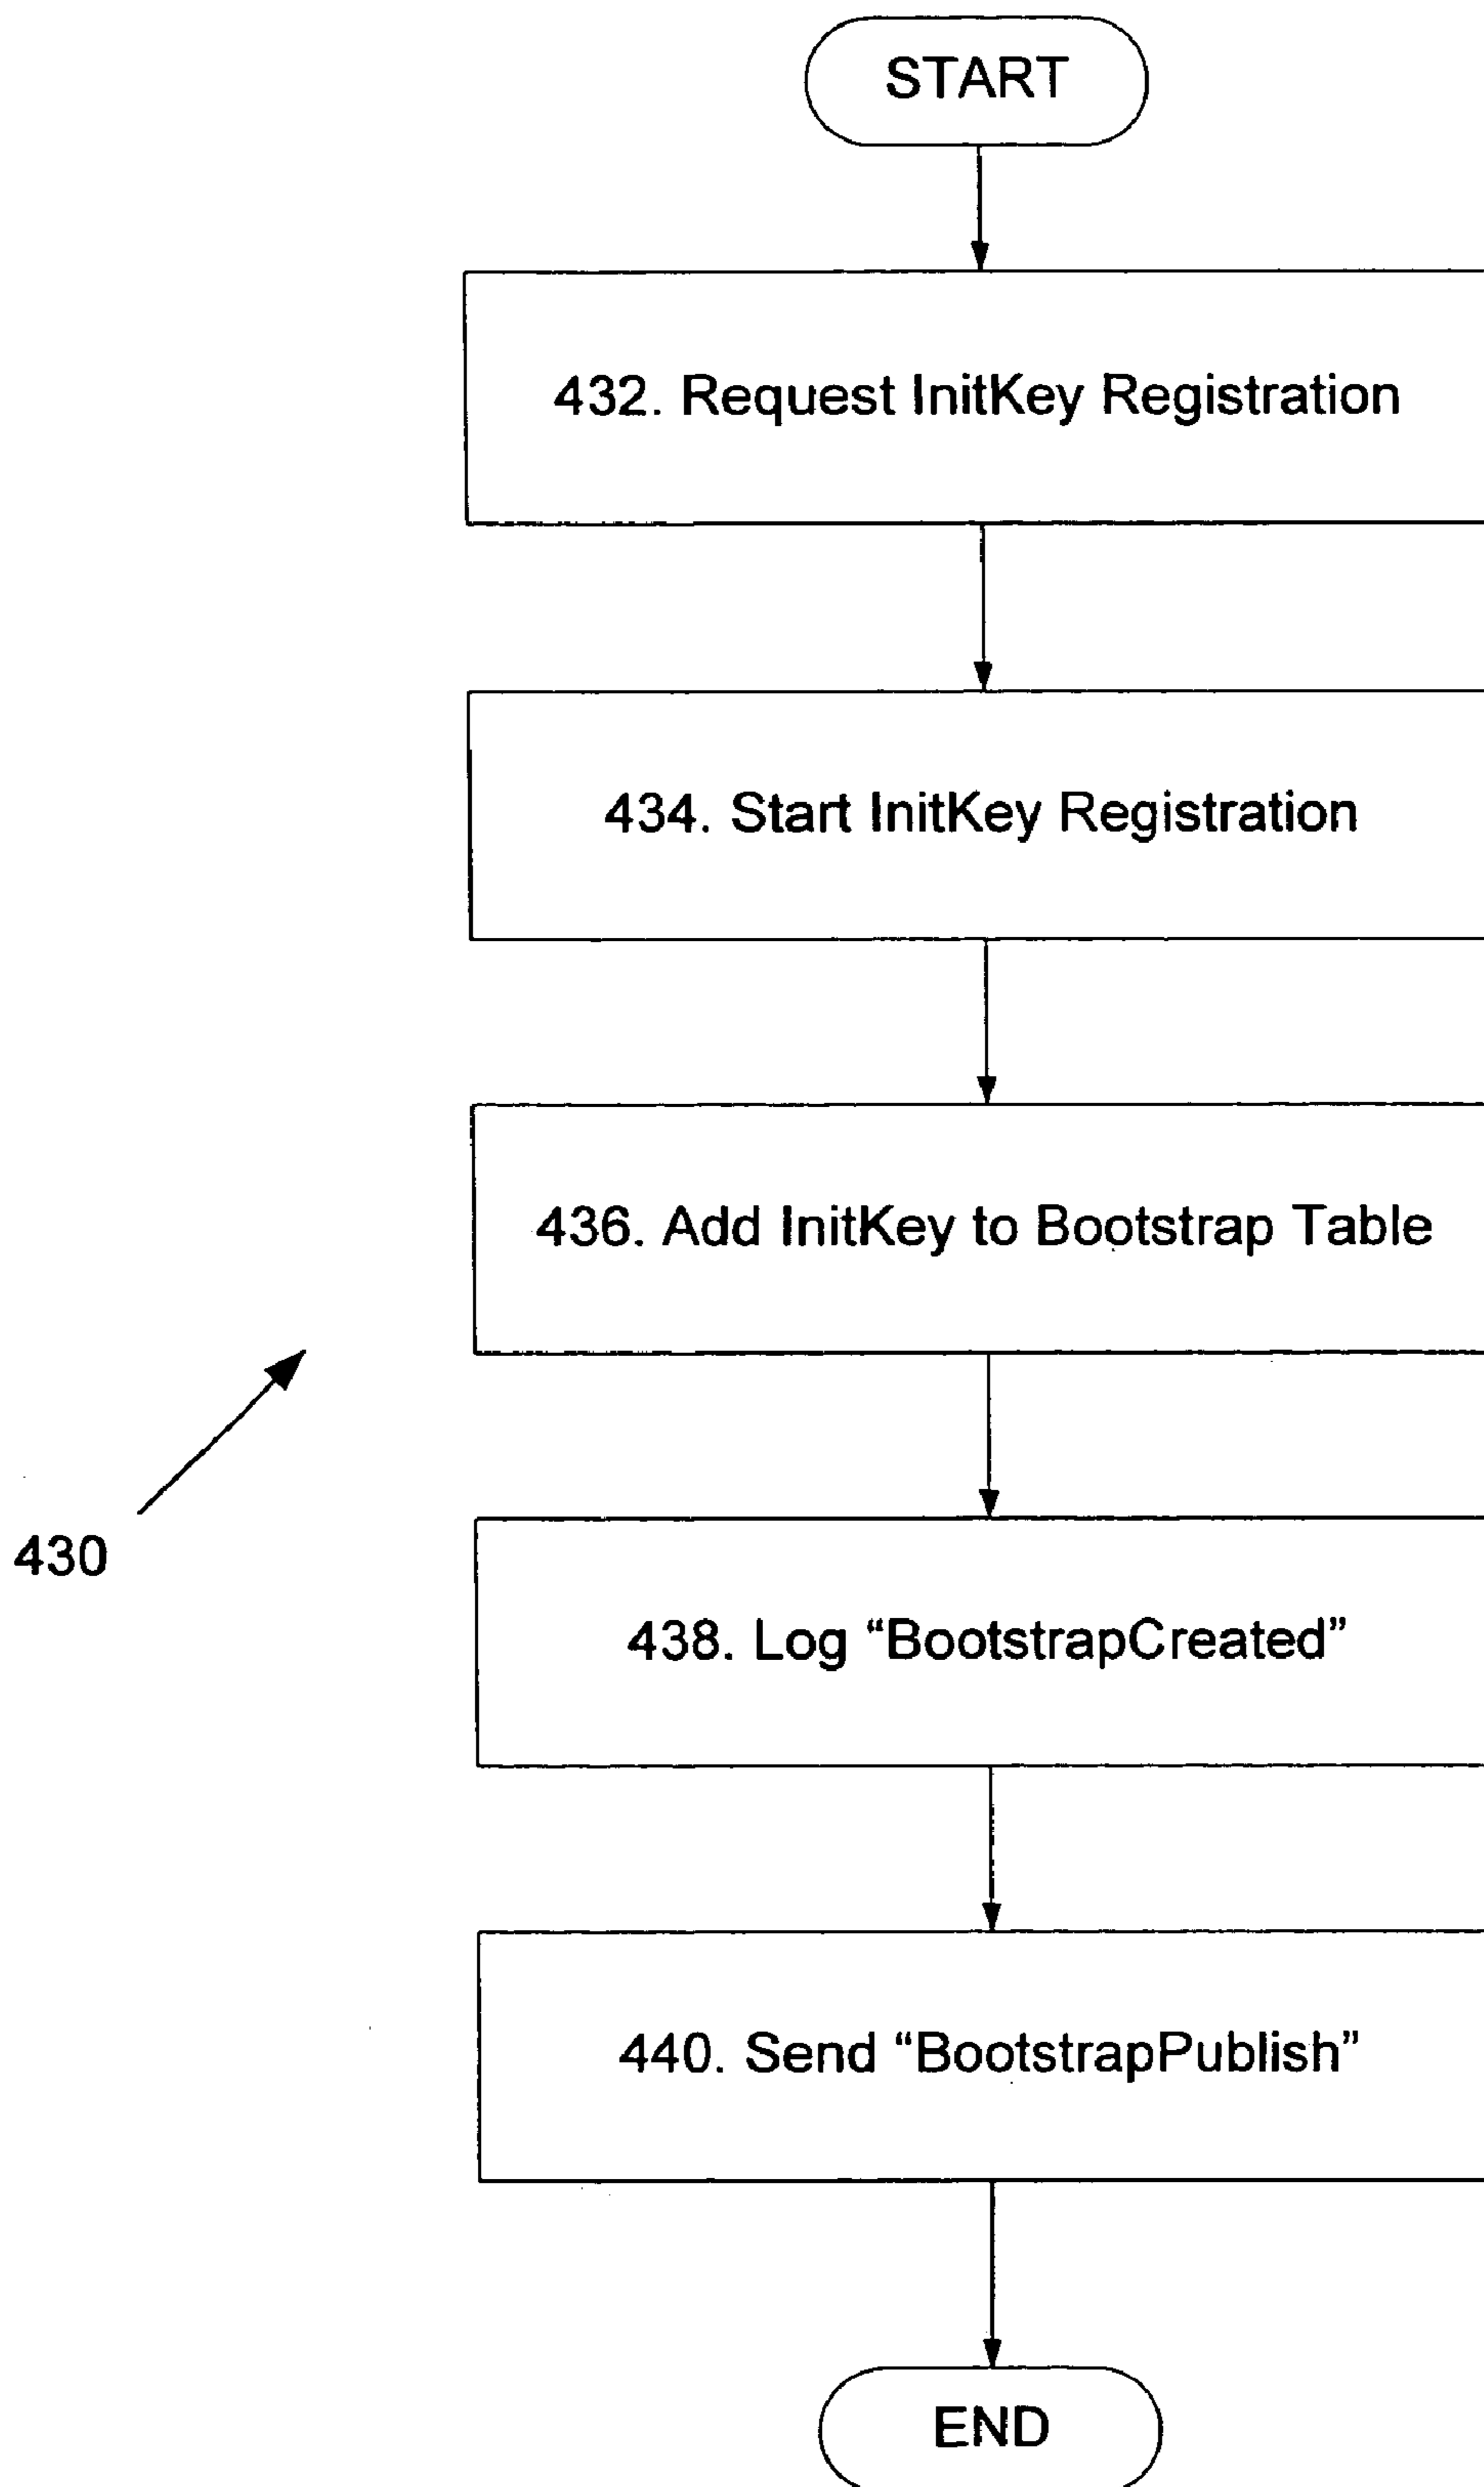 START
432. Request InitKey Registration
434. Start InitKey Registration
436. Add InitKey to Bootstrap Table
430
438. Log “BootstrapCreated”
440. Send “BootstrapPublish”
END